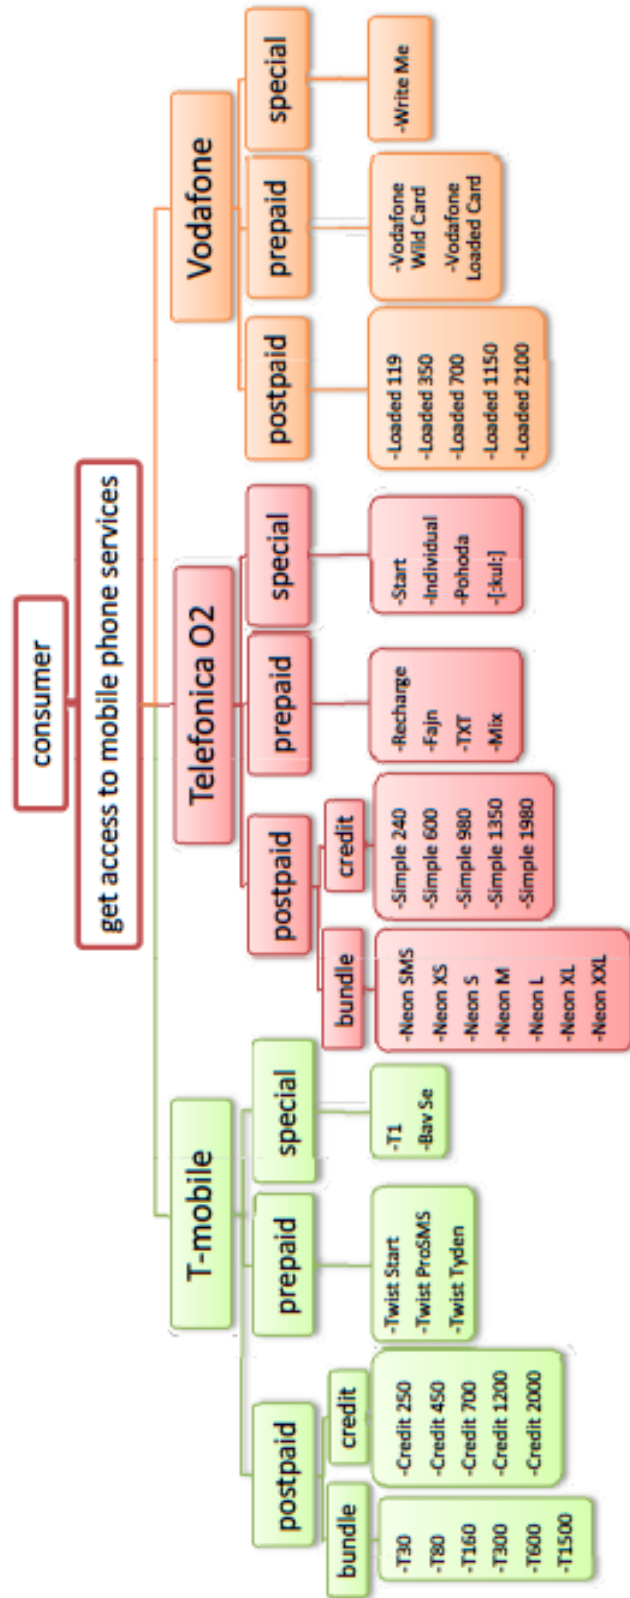 consumer
get access to mobile phone services
T-mobile
postpaid
bundle
-T30
-T80
-T160
-T300
-T600
-T1500
credit
-Credit 250
-Credit 450
-Credit 700
-Credit 1200
-Credit 2000
prepaid
-Twist Start
-Twist ProSMS
-Twist Tyden
special
-T1
-Bav Se
Telefonica O2
postpaid
bundle
-Neon SMS
-Neon XS
-Neon S
-Neon M
-Neon L
-Neon XL
-Neon XXL
credit
-Simple 240
-Simple 600
-Simple 980
-Simple 1350
-Simple 1980
prepaid
-Recharge
-Fajn
-TXT
-Mix
special
-Start
-Individual
-Pohoda
-[:kul:]
Vodafone
postpaid
-Loaded 119
-Loaded 350
-Loaded 700
-Loaded 1150
-Loaded 2100
prepaid
-Vodafone
Wild Card
-Vodafone
Loaded Card
special
-Write Me